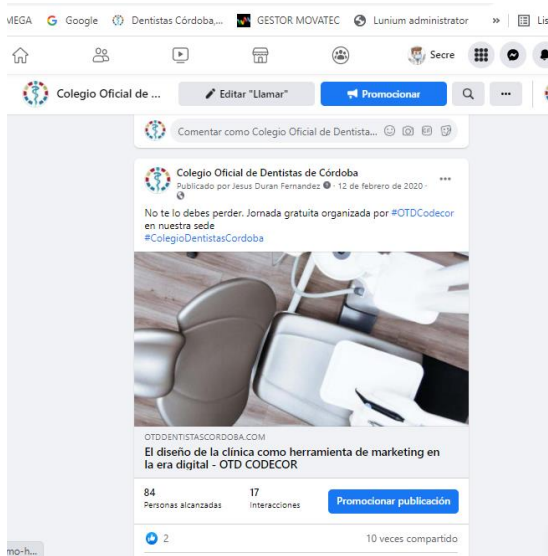 MEGA Google Dentistas Córdoba,... GESTOR MOVATEC Lunium administrator » Lis
Secre
Colegio Oficial de ... Editar "Llamar" Promocionar ...
Comentar como Colegio Oficial de Dentista...
Colegio Oficial de Dentistas de Córdoba
Publicado por Jesus Duran Fernandez · 12 de febrero de 2020 ·
No te lo debes perder. Jornada gratuita organizada por #OTDCodecor
en nuestra sede
#ColegioDentistasCordoba
OTDDENTISTASCORDOBA.COM
El diseño de la clínica como herramienta de marketing en
la era digital - OTD CODECOR
84 17
Personas alcanzadas Interacciones Promocionar publicación
2 10 veces compartido
mo-h...